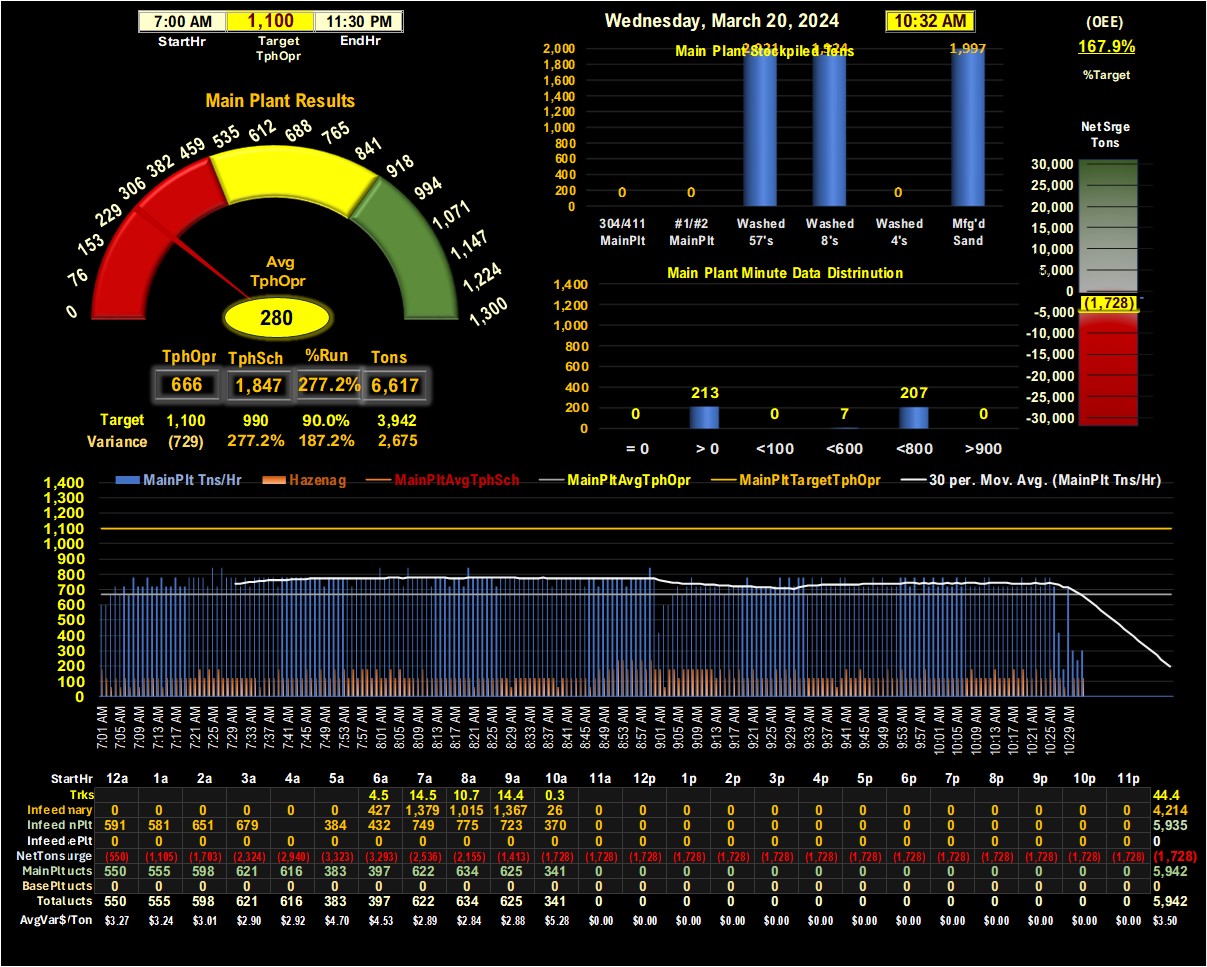 7:00 AM 1,100 11:30 PM
StartHr Target TphOpr EndHr
Wednesday, March 20, 2024 10:32 AM
(OEE)
167.9%
%Target
Main Plant Results
0 76 153 229 306 382 459 535 612 688 765 841 918 994 1,071 1,147 1,224 1,300
Avg
TphOpr
280
TphOpr TphSch %Run Tons
666 1,847 277.2% 6,617
Target 1,100 990 90.0% 3,942
Variance (729) 277.2% 187.2% 2,675
Main Plant Stockpiled Tons
2,000
1,800
1,600
1,400
1,200
1,000
800
600
400
200
0
0 0 0 1,997
304/411 MainPlt
#1/#2 MainPlt
Washed 57's
Washed 8's
Washed 4's
Mfg'd Sand
Main Plant Minute Data Distrinution
1,400
1,200
1,000
800
600
400
200
0
0 213 0 7 207 0
= 0 > 0 <100 <600 <800 >900
Net Srge
Tons
30,000
25,000
20,000
15,000
10,000
5,000
0
(1,728)
-5,000
-10,000
-15,000
-20,000
-25,000
-30,000
MainPlt Tns/Hr Hazenag MainPltAvgTphSch MainPltAvgTphOpr MainPltTargetTphOpr 30 per. Mov. Avg. (MainPlt Tns/Hr)
1,400
1,300
1,200
1,100
1,000
900
800
700
600
500
400
300
200
100
0
7:01 AM 7:05 AM 7:09 AM 7:13 AM 7:17 AM 7:21 AM 7:25 AM 7:29 AM 7:33 AM 7:37 AM 7:41 AM 7:45 AM 7:49 AM 7:53 AM 7:57 AM 8:01 AM 8:05 AM 8:09 AM 8:13 AM 8:17 AM 8:21 AM 8:25 AM 8:29 AM 8:33 AM 8:37 AM 8:41 AM 8:45 AM 8:49 AM 8:53 AM 8:57 AM 9:01 AM 9:05 AM 9:09 AM 9:13 AM 9:17 AM 9:21 AM 9:25 AM 9:29 AM 9:33 AM 9:37 AM 9:41 AM 9:45 AM 9:49 AM 9:53 AM 9:57 AM 10:01 AM 10:05 AM 10:09 AM 10:13 AM 10:17 AM 10:21 AM 10:25 AM 10:29 AM
StartHr 12a 1a 2a 3a 4a 5a 6a 7a 8a 9a 10a 11a 12p 1p 2p 3p 4p 5p 6p 7p 8p 9p 10p 11p
Trks 4.5 14.5 10.7 14.4 0.3 44.4
Infeed nary 0 0 0 0 0 0 427 1,379 1,015 1,367 26 0 0 0 0 0 0 0 0 0 0 0 0 0 4,214
Infeed nPlt 591 581 651 679 384 432 749 775 723 370 0 0 0 0 0 0 0 0 0 0 0 0 0 5,935
Infeed ePlt 0 0 0 0 0 0 0 0 0 0 0 0 0 0 0 0 0 0 0 0 0 0 0 0 0
NetTons urge (550) (1,105) (1,703) (2,324) (2,940) (3,323) (3,293) (2,536) (2,155) (1,413) (1,728) (1,728) (1,728) (1,728) (1,728) (1,728) (1,728) (1,728) (1,728) (1,728) (1,728) (1,728) (1,728) (1,728) (1,728)
MainPlt ucts 550 555 598 621 616 383 397 622 634 625 341 0 0 0 0 0 0 0 0 0 0 0 0 0 5,942
BasePlt ucts 0 0 0 0 0 0 0 0 0 0 0 0 0 0 0 0 0 0 0 0 0 0 0 0 0
Total ucts 550 555 598 621 616 383 397 622 634 625 341 0 0 0 0 0 0 0 0 0 0 0 0 0 5,942
AvgVar$/Ton $3.27 $3.24 $3.01 $2.90 $2.92 $4.70 $4.53 $2.89 $2.84 $2.88 $5.28 $0.00 $0.00 $0.00 $0.00 $0.00 $0.00 $0.00 $0.00 $0.00 $0.00 $0.00 $0.00 $0.00 $3.50